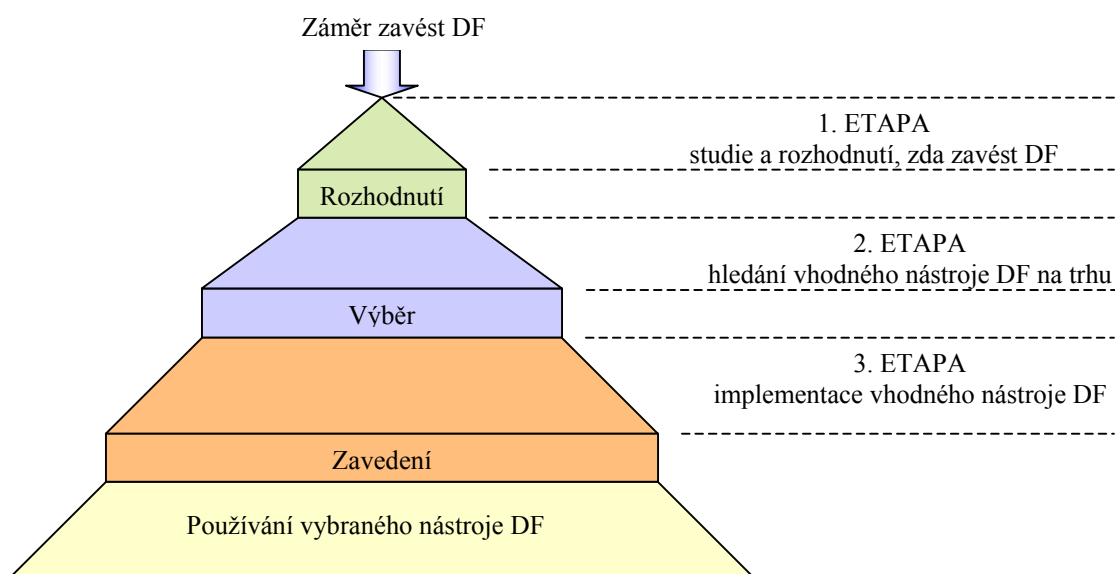 Záměr zavést DF
1. ETAPA
studie a rozhodnutí, zda zavést DF
Rozhodnutí
2. ETAPA
hledání vhodného nástroje DF na trhu
Výběr
3. ETAPA
implementace vhodného nástroje DF
Zavedení
Používání vybraného nástroje DF